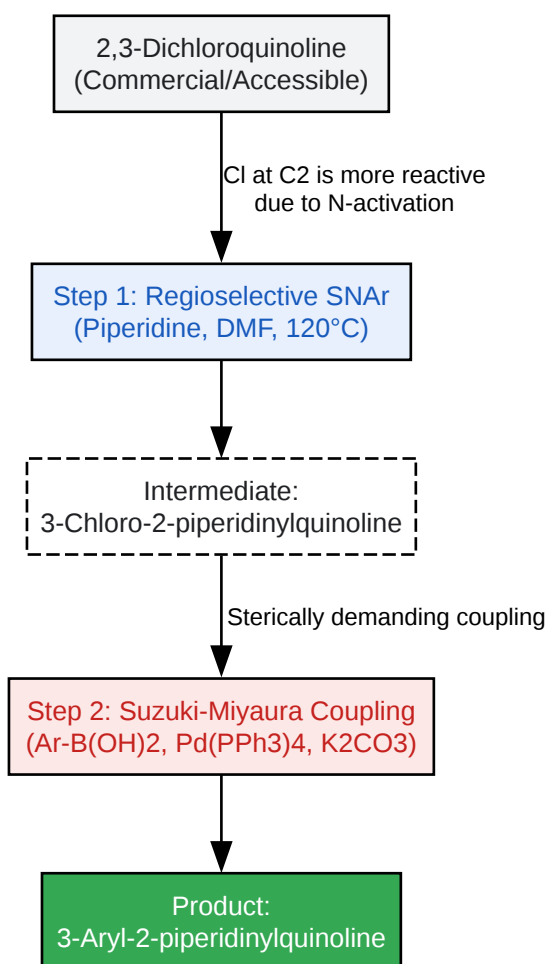 2,3-Dichloroquinoline
(Commercial/Accessible)
Cl at C2 is more reactive
due to N-activation
Step 1: Regioselective SNAr
(Piperidine, DMF, 120°C)
Intermediate:
3-Chloro-2-piperidinylquinoline
Sterically demanding coupling
Step 2: Suzuki-Miyaura Coupling
(Ar-B(OH)2, Pd(PPh3)4, K2CO3)
Product:
3-Aryl-2-piperidinylquinoline